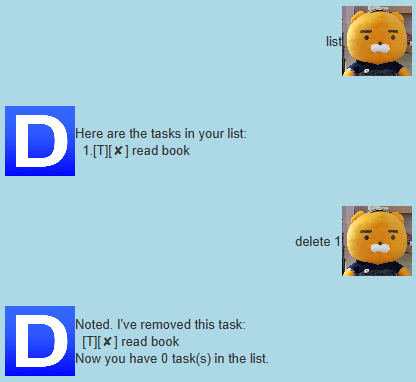 list
D
Here are the tasks in your list:
1.[T][✘] read book
delete 1
D
Noted. I've removed this task:
[T][✘] read book
Now you have 0 task(s) in the list.